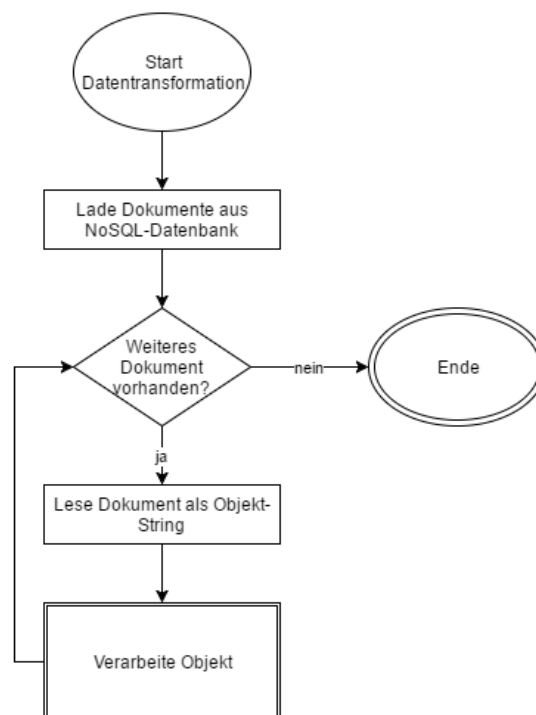 Start
Datentransformation
Lade Dokumente aus
NoSQL-Datenbank
Weiteres
Dokument
vorhanden?
nein
Ende
ja
Lese Dokument als Objekt-
String
Verarbeite Objekt